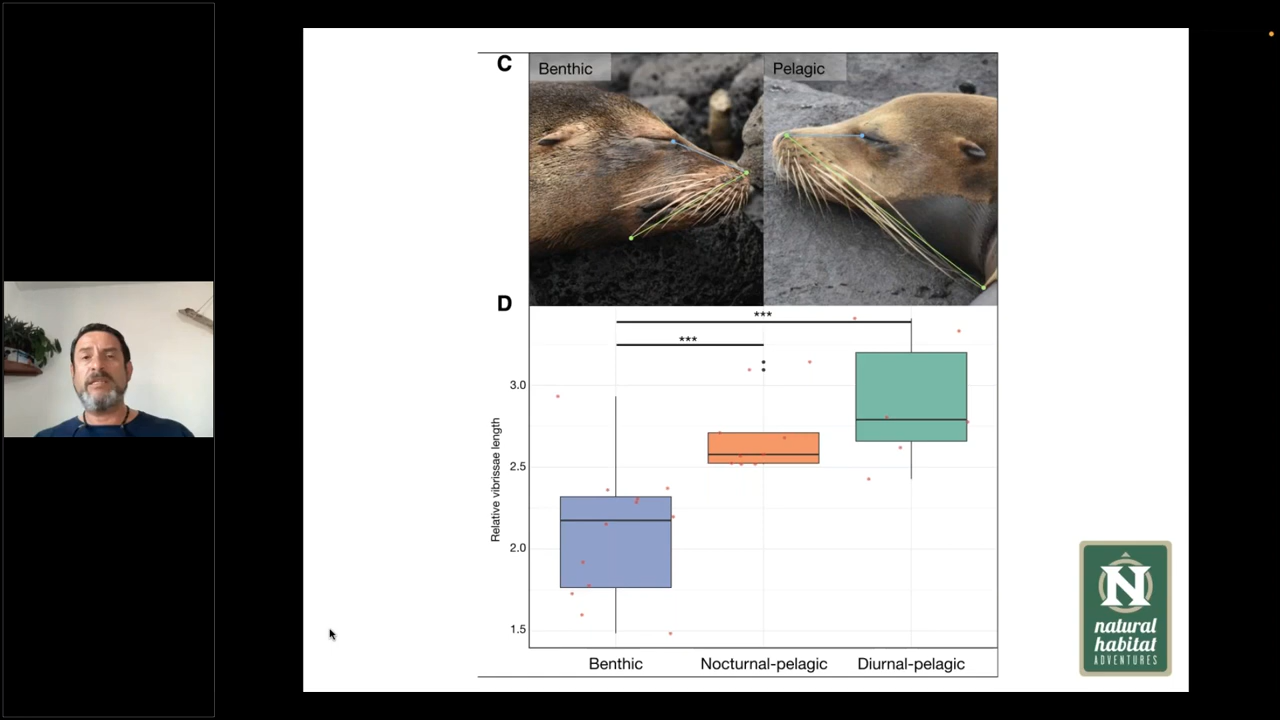 C
Benthic
Pelagic
D
***
***
Relative vibrissae length
3.0
2.5
2.0
1.5
Benthic
Nocturnal-pelagic
Diurnal-pelagic
N
natural
habitat
ADVENTURES